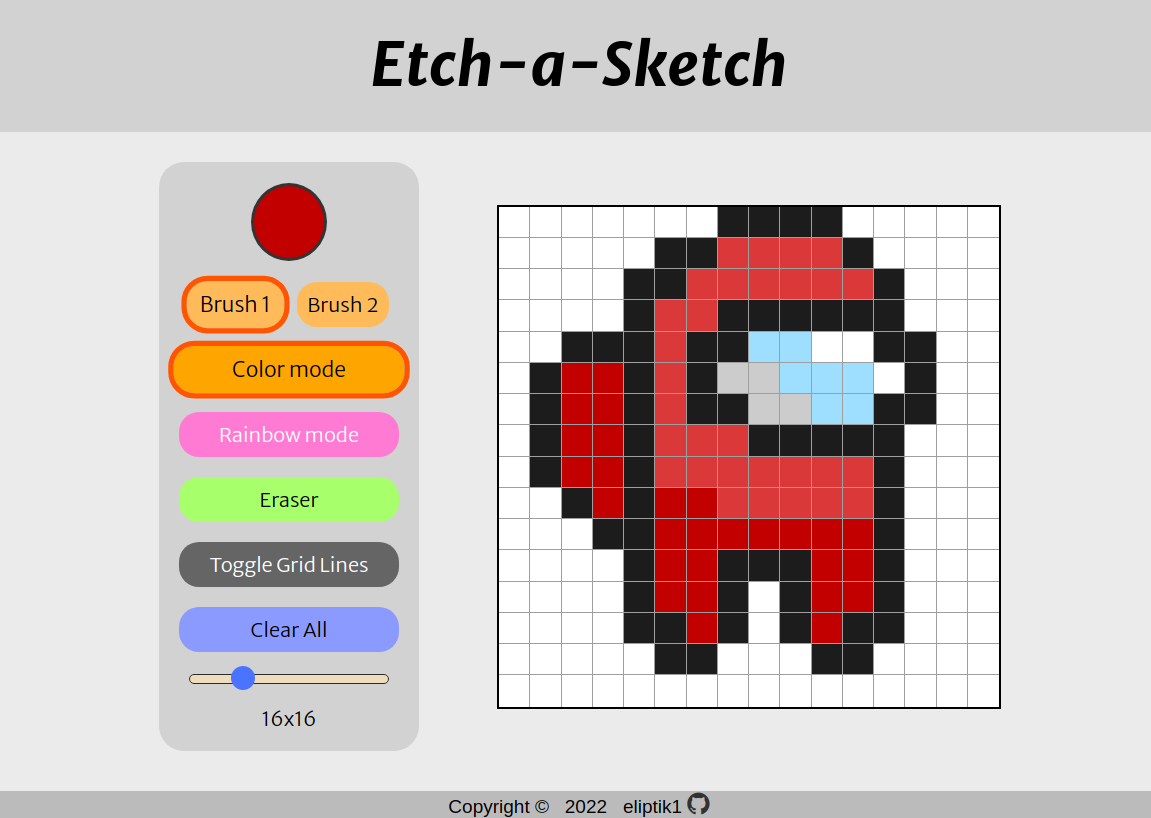 Etch-a-Sketch
Brush 1 Brush 2
Color mode
Rainbow mode
Eraser
Toggle Grid Lines
Clear All
16x16
Copyright © 2022 eliptik1